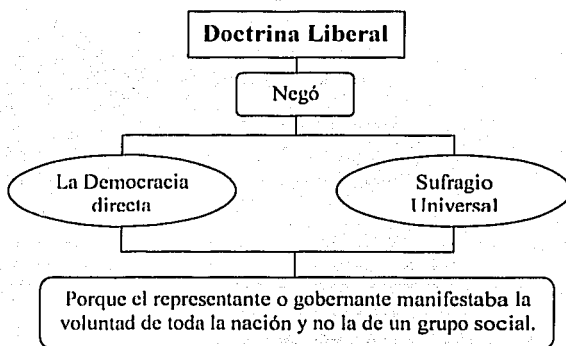 Doctrina Liberal
Negó
La Democracia
directa
Sufragio
Universal
Porque el representante o gobernante manifestaba la
voluntad de toda la nación y no la de un grupo social.